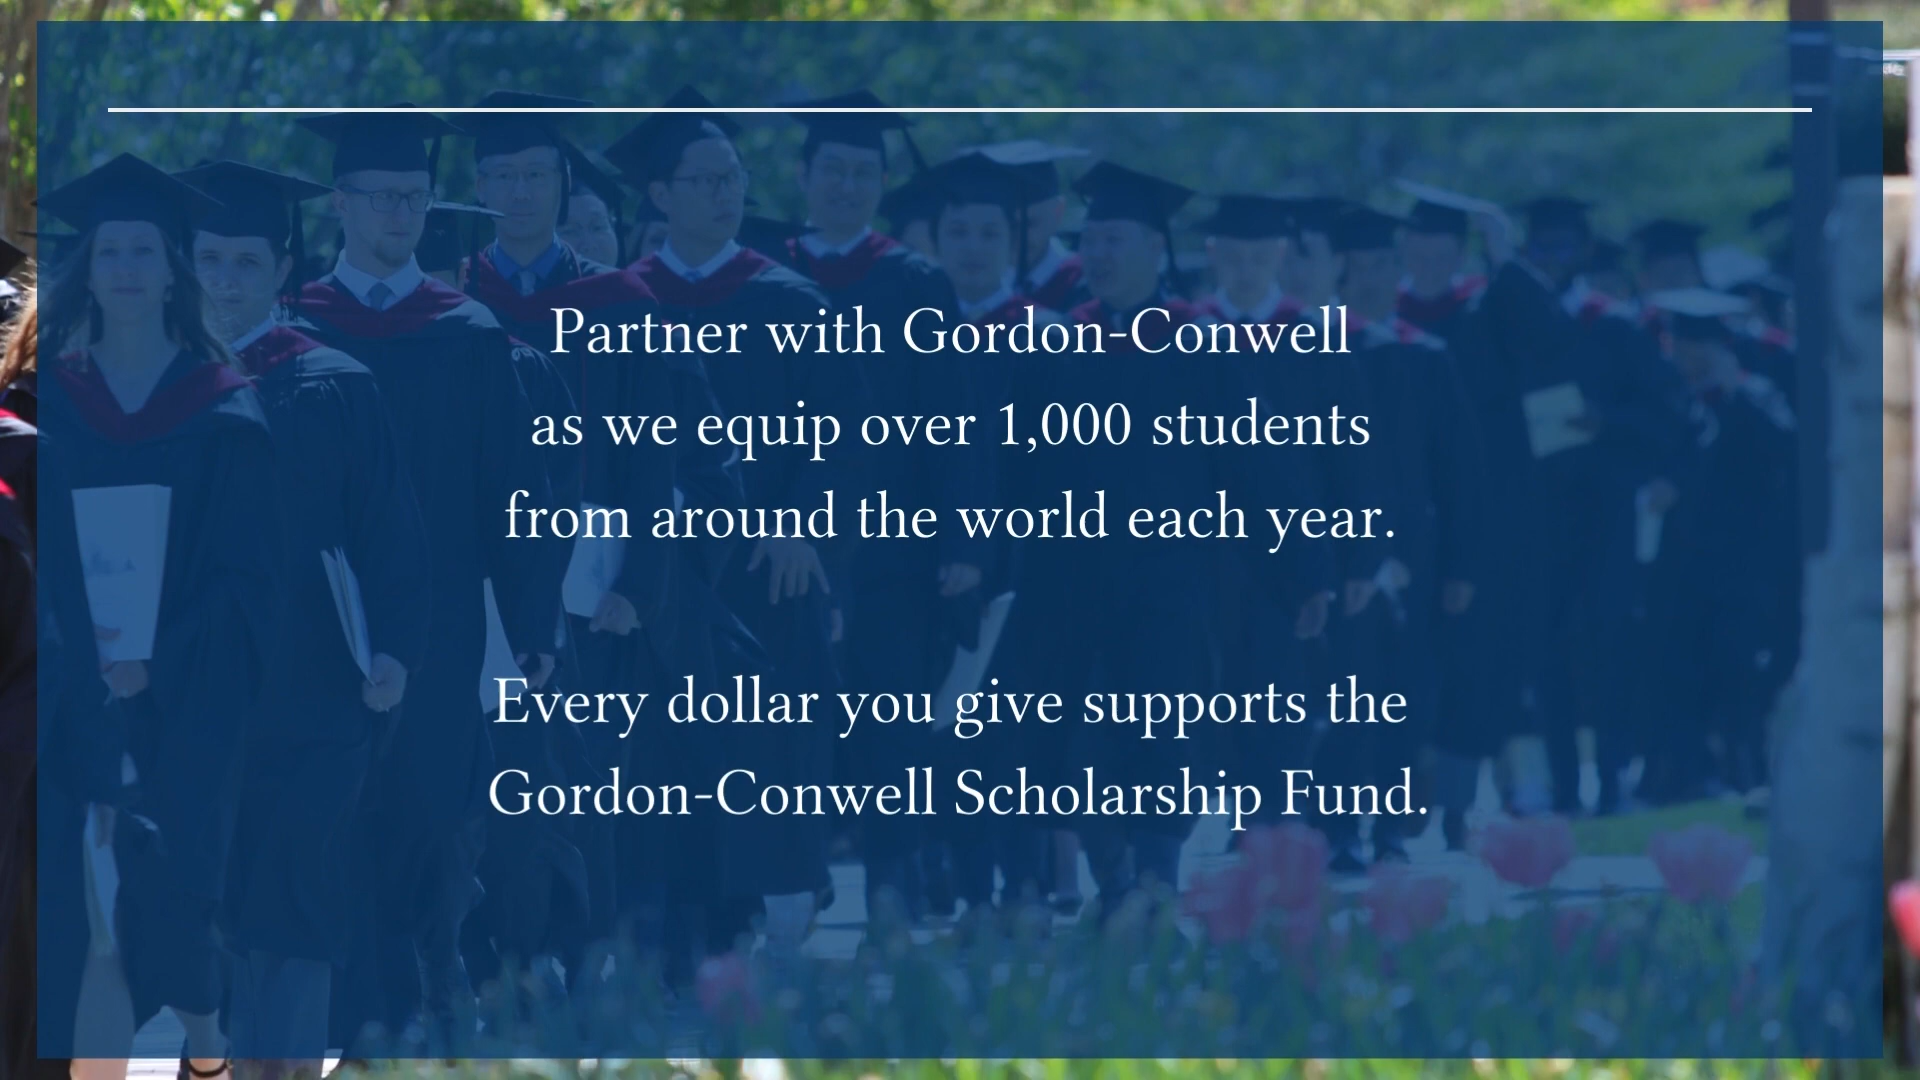 Partner with Gordon-Conwell
as we equip over 1,000 students
from around the world each year.
Every dollar you give supports the
Gordon-Conwell Scholarship Fund.